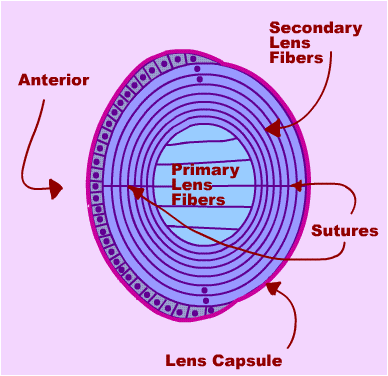 Secondary
Lens
Fibers
Anterior
Primary
Lens
Fibers
Sutures
Lens Capsule